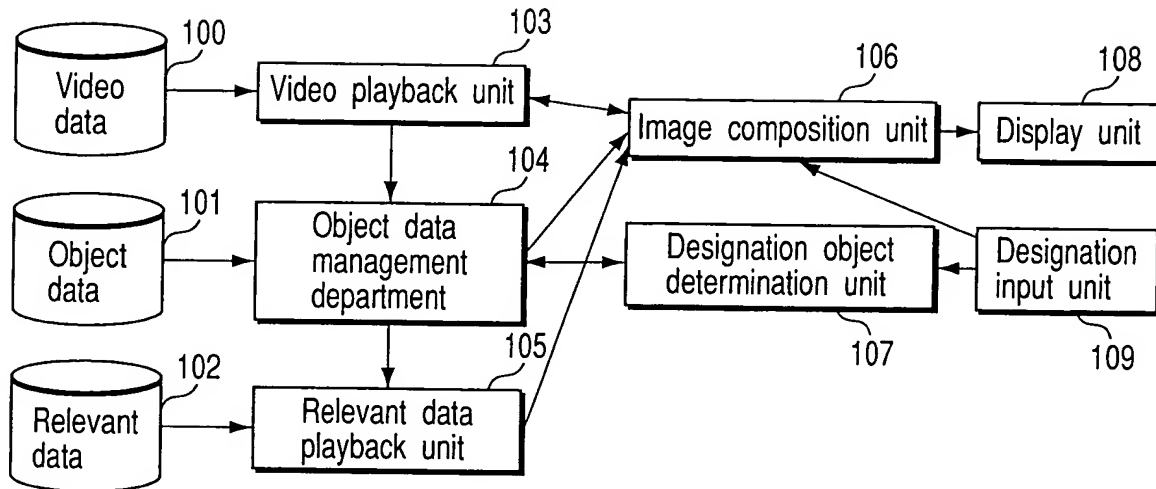 100
Video
data
103
Video playback unit
106
Image composition unit
108
Display unit
101
Object
data
104
Object data
management
department
Designation object
determination unit
107
Designation
input unit
109
102
Relevant
data
105
Relevant data
playback unit